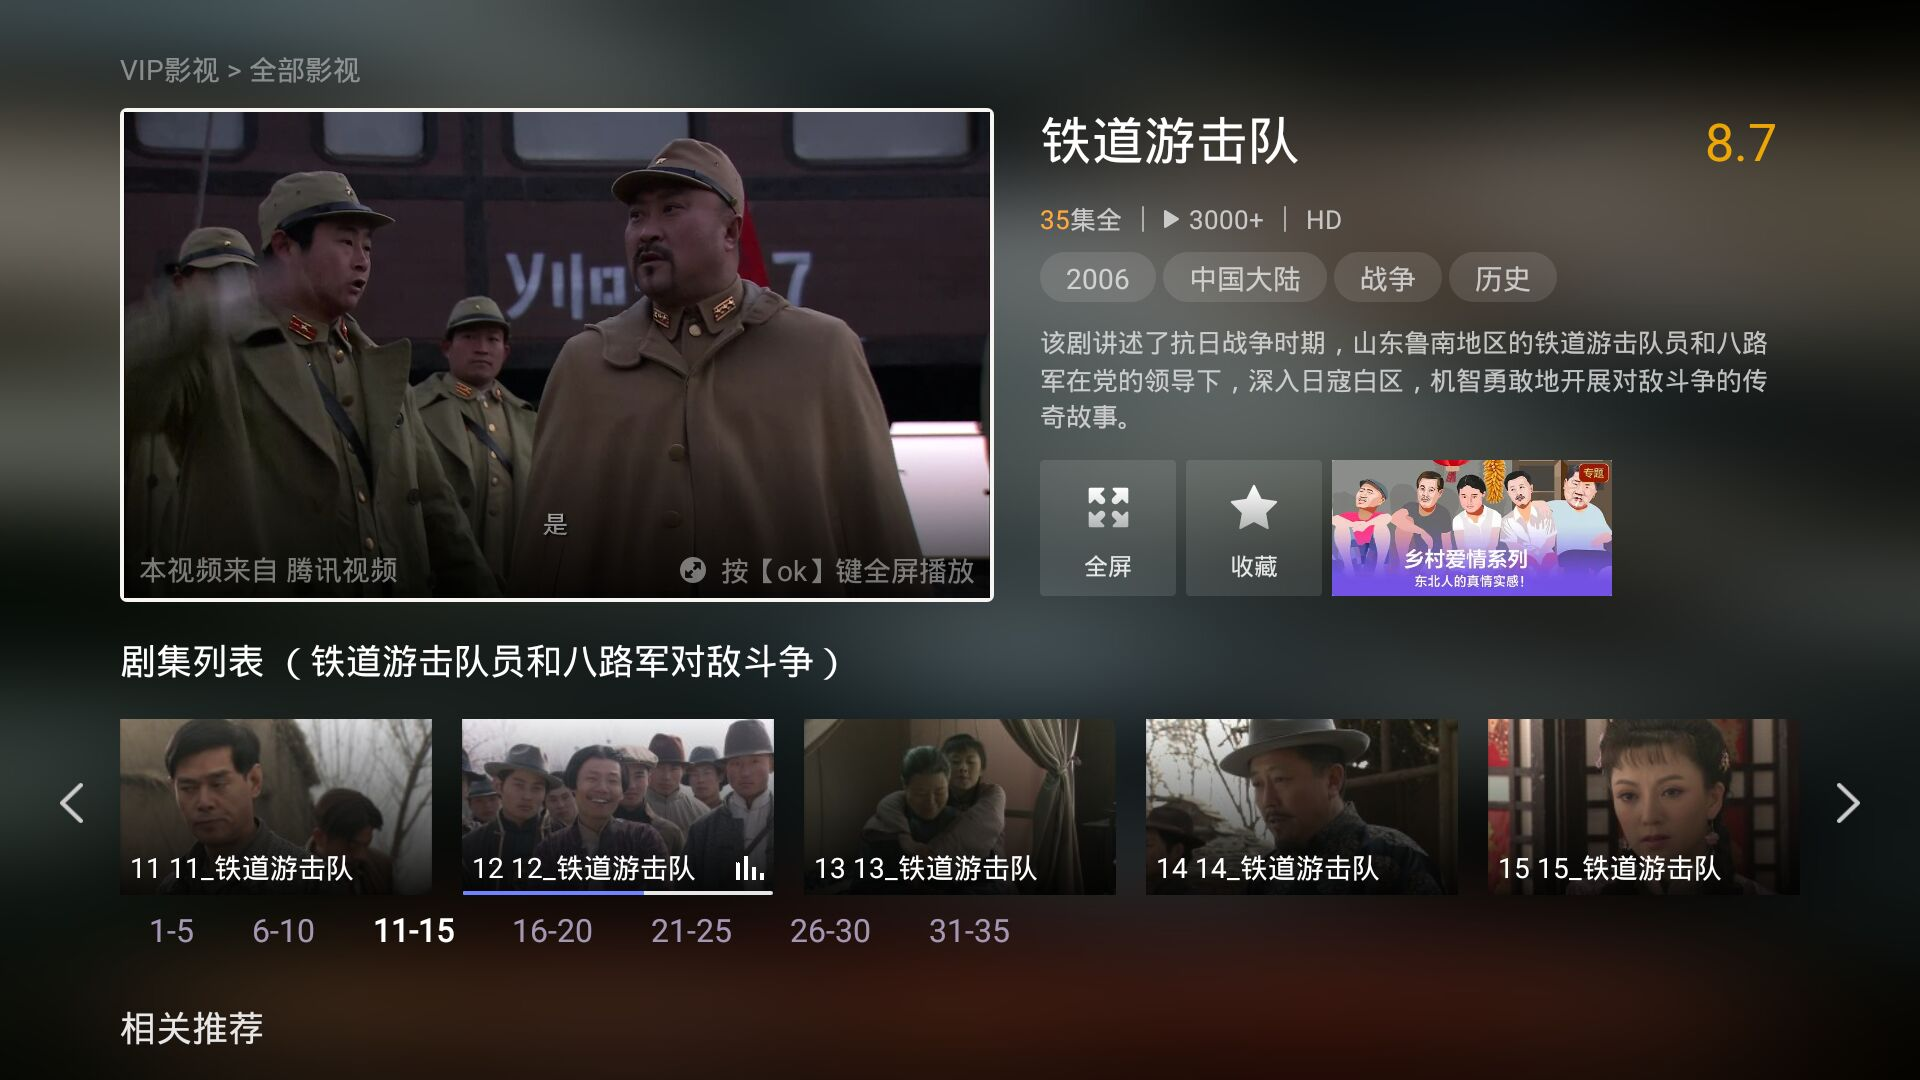 VIP影视 > 全部影视
铁道游击队
8.7
35集全 | 3000+ | HD
2006 中国大陆 战争 历史
该剧讲述了抗日战争时期，山东鲁南地区的铁道游击队员和八路
军在党的领导下，深入日寇白区，机智勇敢地开展对敌斗争的传
奇故事。
7
是
本视频来自 腾讯视频
按【ok】键全屏播放
全屏
收藏
专题
乡村爱情系列
东北人的真情实感！
剧集列表 （铁道游击队员和八路军对敌斗争）
11 11_铁道游击队
12 12_铁道游击队
13 13_铁道游击队
14 14_铁道游击队
15 15_铁道游击队
1-5 6-10 11-15 16-20 21-25 26-30 31-35
相关推荐